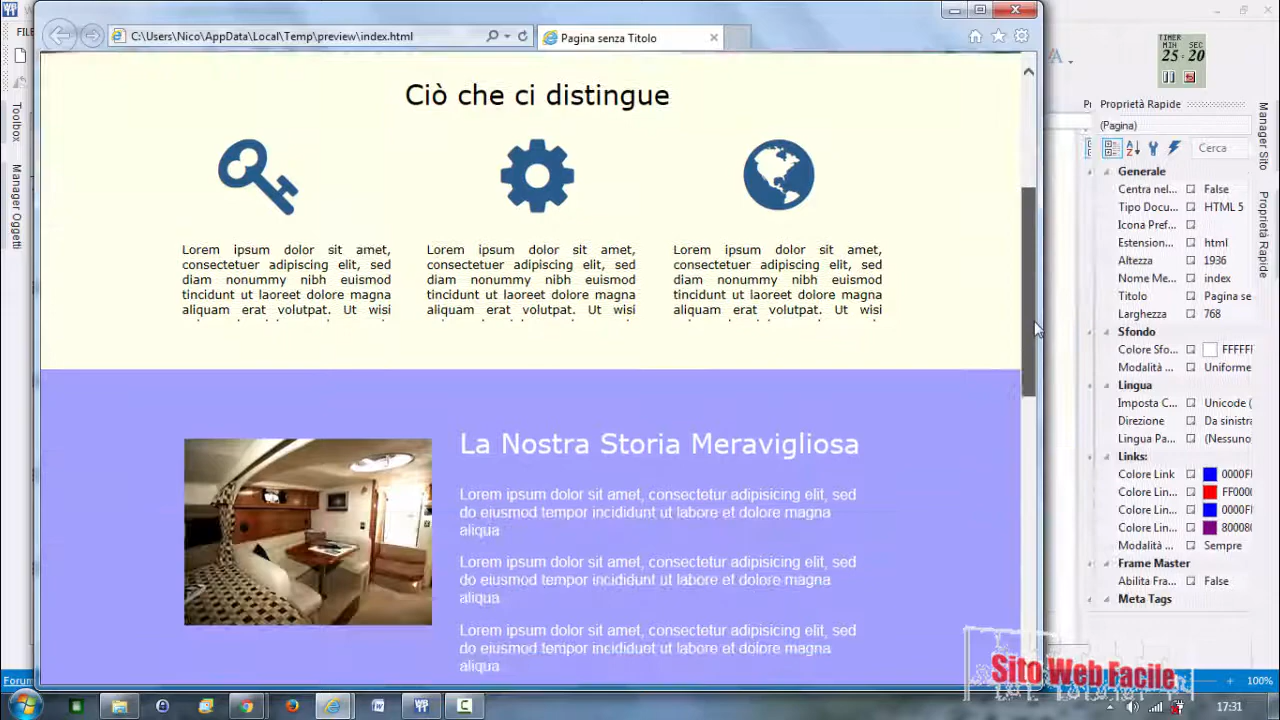 FILE
C:\Users\Nico\AppData\Local\Temp\preview\index.html
Pagina senza Titolo
TIMER
MIN SEC
25:20
Toolbox
Manager Oggetti
Ciò che ci distingue
Lorem ipsum dolor sit amet,
consectetuer adipiscing elit, sed
diam nonummy nibh euismod
tincidunt ut laoreet dolore magna
aliquam erat volutpat. Ut wisi
Lorem ipsum dolor sit amet,
consectetuer adipiscing elit, sed
diam nonummy nibh euismod
tincidunt ut laoreet dolore magna
aliquam erat volutpat. Ut wisi
Lorem ipsum dolor sit amet,
consectetuer adipiscing elit, sed
diam nonummy nibh euismod
tincidunt ut laoreet dolore magna
aliquam erat volutpat. Ut wisi
La Nostra Storia Meravigliosa
Lorem ipsum dolor sit amet, consectetur adipisicing elit, sed
do eiusmod tempor incididunt ut labore et dolore magna
aliqua
Lorem ipsum dolor sit amet, consectetur adipisicing elit, sed
do eiusmod tempor incididunt ut labore et dolore magna
aliqua
Lorem ipsum dolor sit amet, consectetur adipisicing elit, sed
do eiusmod tempor incididunt ut labore et dolore magna
aliqua
Proprietà Rapide
(Pagina)
Cerca
Generale
Centra nel... False
Tipo Docu... HTML 5
Icona Pref...
Estension... html
Altezza 1936
Nome Me... index
Titolo Pagina se
Larghezza 768
Sfondo
Colore Sfo... FFFFF
Modalità ... Uniforme
Lingua
Imposta C... Unicode (
Direzione Da sinistra
Lingua Pa... (Nessuno
Links:
Colore Link 0000F
Colore Lin... FF000
Colore Lin... 0000F
Colore Lin... 80008
Modalità ... Sempre
Frame Master
Abilita Fra... False
Meta Tags
Manager Sito
Proprietà Rapide
Sito Web Facile
Forum
100%
17:31